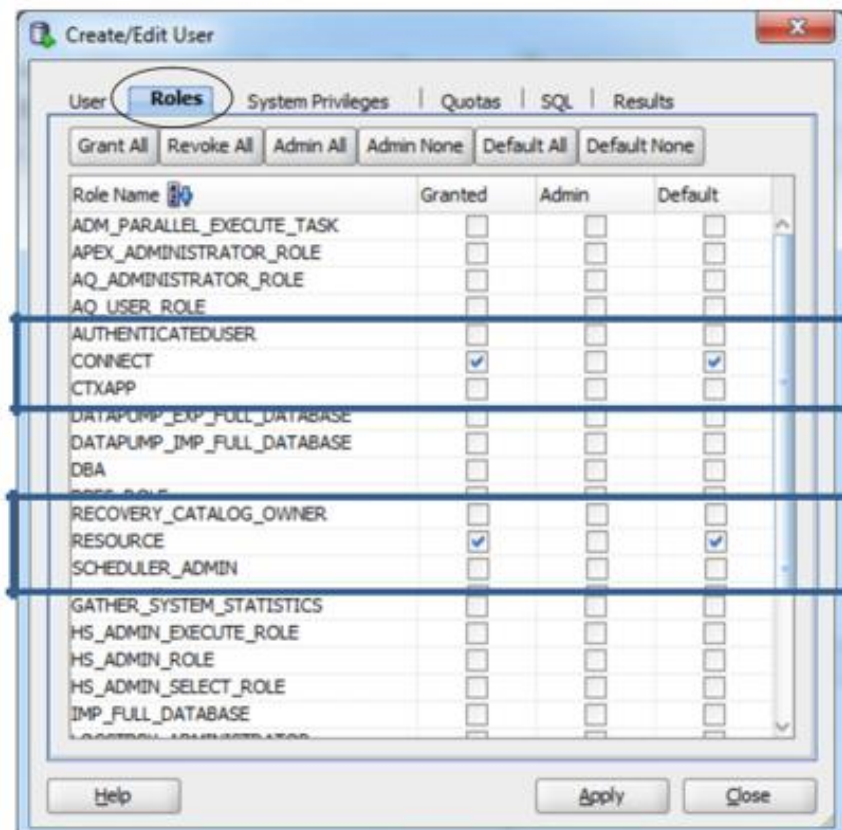 Create/Edit User
User Roles System Privileges Quotas SQL Results
Grant All Revoke All Admin All Admin None Default All Default None
Role Name Granted Admin Default
ADM_PARALLEL_EXECUTE_TASK
APEX_ADMINISTRATOR_ROLE
AQ_ADMINISTRATOR_ROLE
AQ_USER_ROLE
AUTHENTICATEDUSER
CONNECT
CTXAPP
DATAPUMP_EXP_FULL_DATABASE
DATAPUMP_IMP_FULL_DATABASE
DBA
RECOVERY_CATALOG_OWNER
RESOURCE
SCHEDULER_ADMIN
GATHER_SYSTEM_STATISTICS
HS_ADMIN_EXECUTE_ROLE
HS_ADMIN_ROLE
HS_ADMIN_SELECT_ROLE
IMP_FULL_DATABASE
Help Apply Close